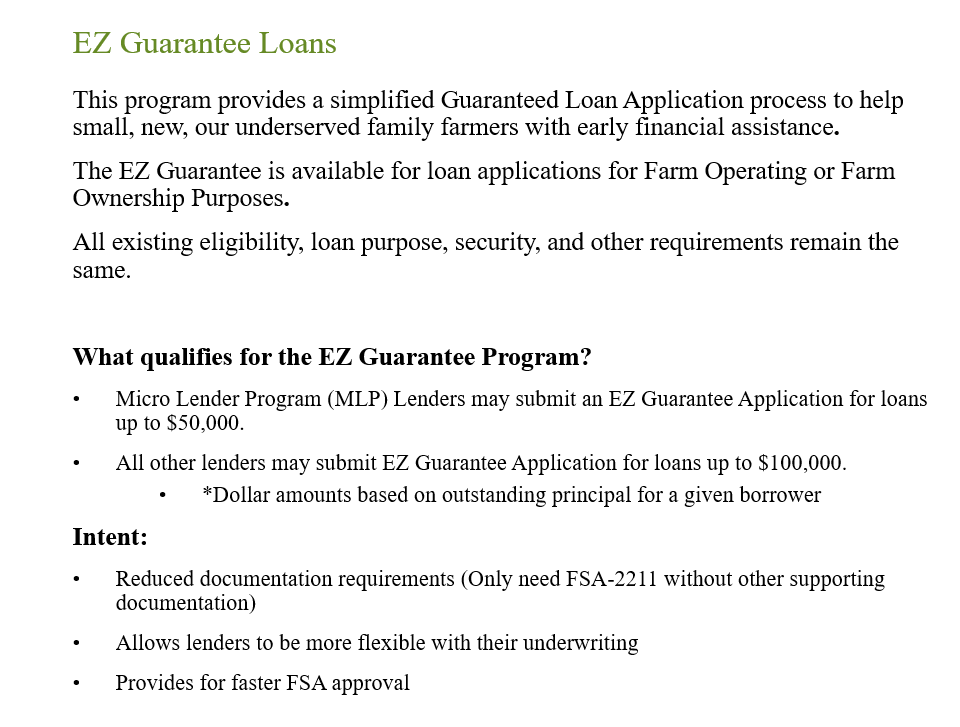 EZ Guarantee Loans
This program provides a simplified Guaranteed Loan Application process to help
small, new, our underserved family farmers with early financial assistance.
The EZ Guarantee is available for loan applications for Farm Operating or Farm
Ownership Purposes.
All existing eligibility, loan purpose, security, and other requirements remain the
same.
What qualifies for the EZ Guarantee Program?
• Micro Lender Program (MLP) Lenders may submit an EZ Guarantee Application for loans
up to $50,000.
• All other lenders may submit EZ Guarantee Application for loans up to $100,000.
• *Dollar amounts based on outstanding principal for a given borrower
Intent:
• Reduced documentation requirements (Only need FSA-2211 without other supporting
documentation)
• Allows lenders to be more flexible with their underwriting
• Provides for faster FSA approval